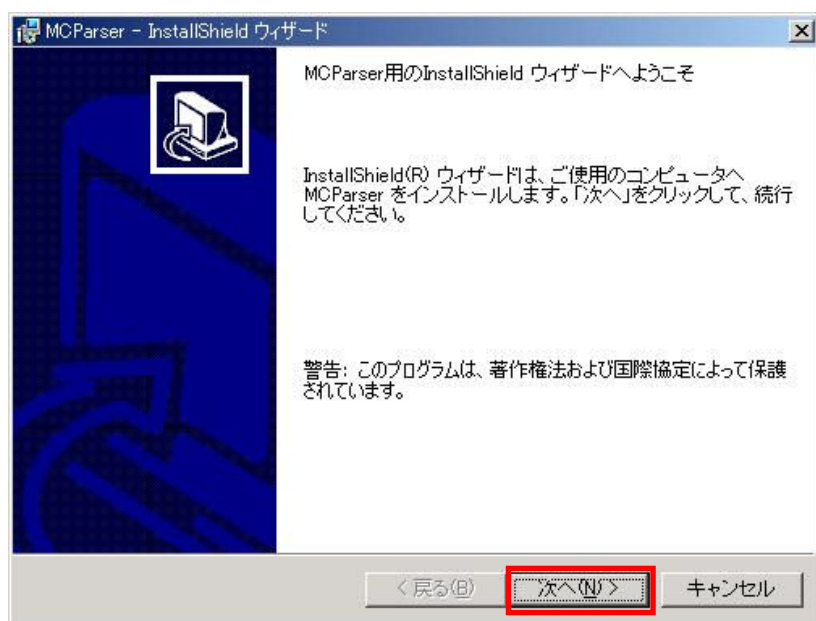 MCParser - InstallShield ウィザード
MCParser用のInstallShield ウィザードへようこそ
InstallShield(R) ウィザードは、ご使用のコンピュータへ
MCParser をインストールします。「次へ」をクリックして、続行
してください。
警告: このプログラムは、著作権法および国際協定によって保護
されています。
< 戻る(B) 次へ(N) > キャンセル